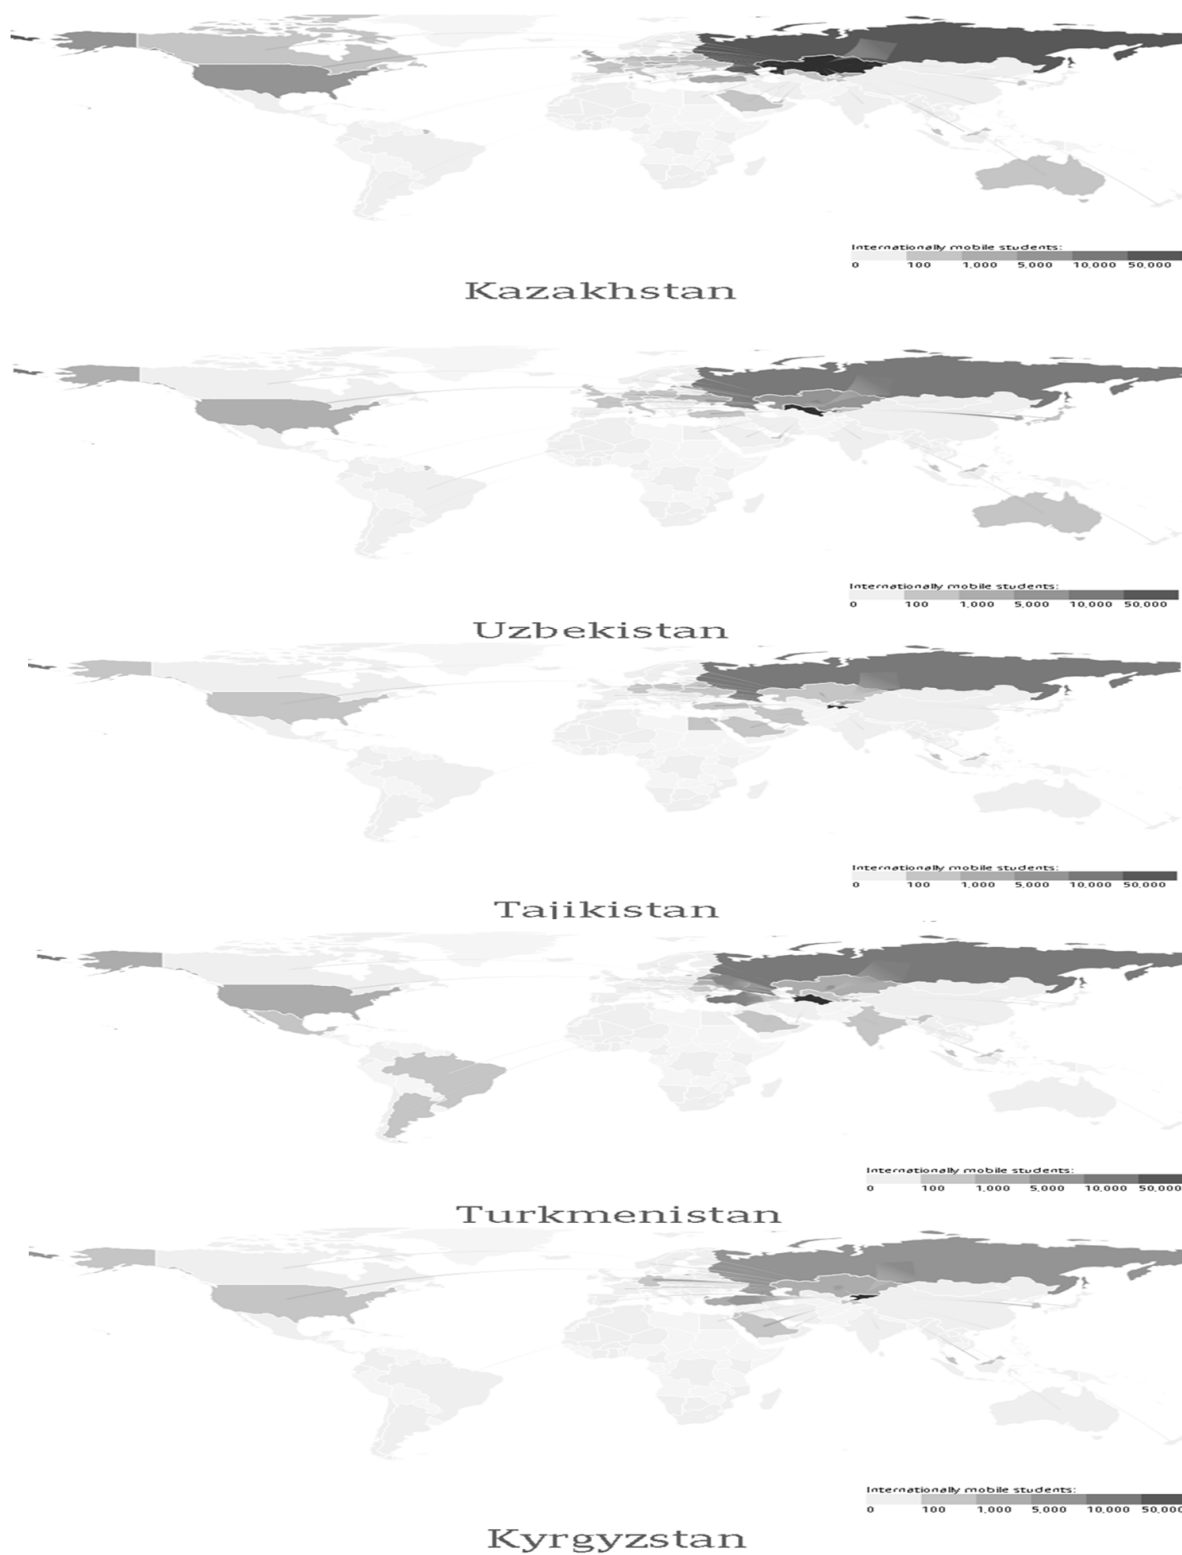 Internationally mobile students:
0 100 1,000 5,000 10,000 50,000
Kazakhstan
Internationally mobile students:
0 100 1,000 5,000 10,000 50,000
Uzbekistan
Internationally mobile students:
0 100 1,000 5,000 10,000 50,000
Tajikistan
Internationally mobile students:
0 100 1,000 5,000 10,000 50,000
Turkmenistan
Internationally mobile students:
0 100 1,000 5,000 10,000 50,000
Kyrgyzstan